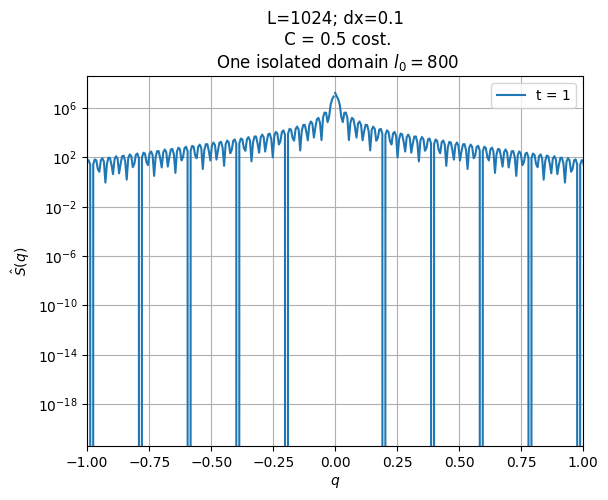 L=1024; dx=0.1
C = 0.5 cost.
One isolated domain $l_0 = 800$
t = 1
$10^6$
$10^2$
$10^{-2}$
$10^{-6}$
$10^{-10}$
$10^{-14}$
$10^{-18}$
$\hat{S}(q)$
−1.00 −0.75 −0.50 −0.25 0.00 0.25 0.50 0.75 1.00
q